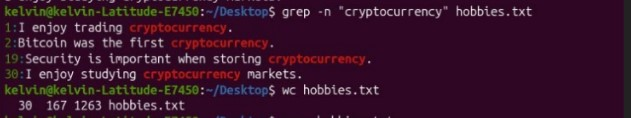 kelvin@kelvin-Latitude-E7450:~/Desktop$ grep -n "cryptocurrency" hobbies.txt
1:I enjoy trading cryptocurrency.
2:Bitcoin was the first cryptocurrency.
19:Security is important when storing cryptocurrency.
30:I enjoy studying cryptocurrency markets.
kelvin@kelvin-Latitude-E7450:~/Desktop$ wc hobbies.txt
30 167 1263 hobbies.txt